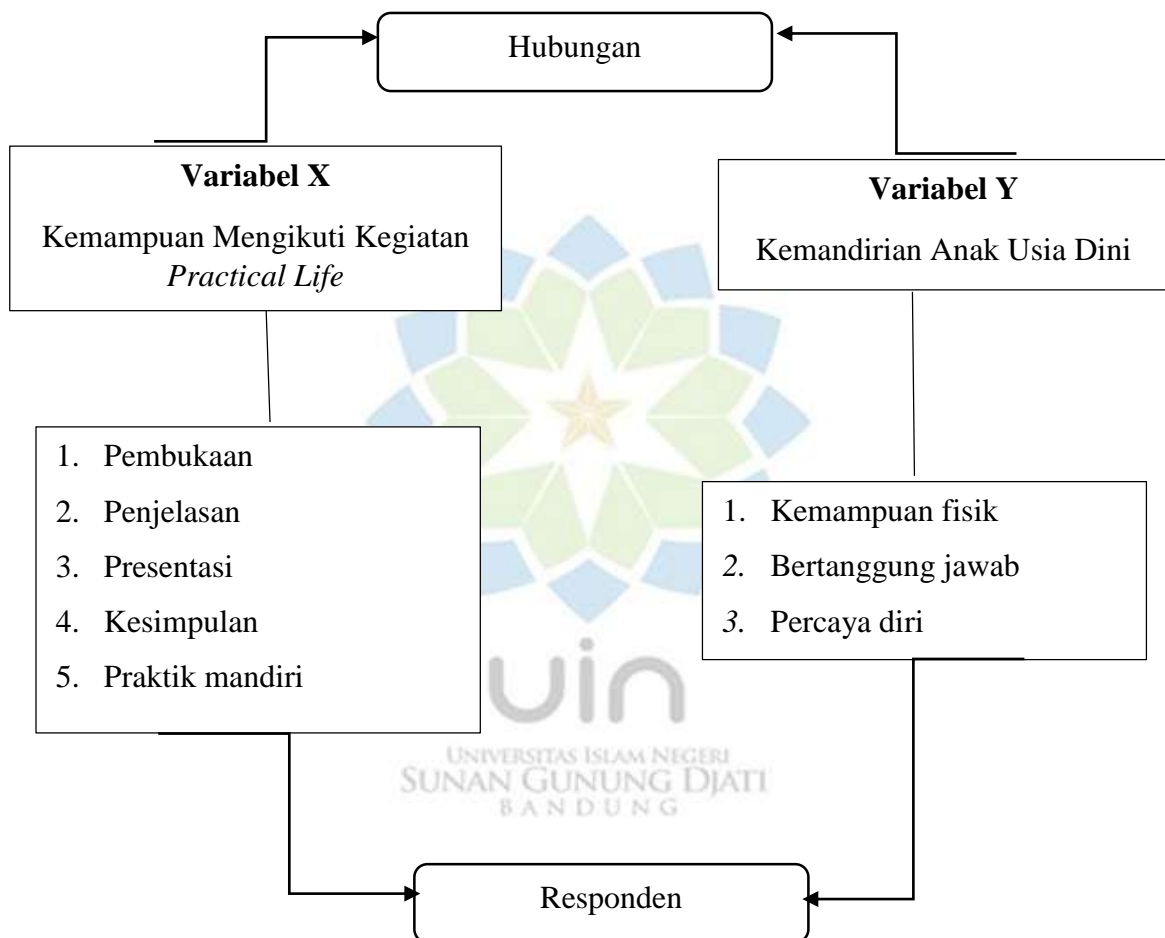 Hubungan
Variabel X
Kemampuan Mengikuti Kegiatan
Practical Life
Variabel Y
Kemandirian Anak Usia Dini
1. Pembukaan
2. Penjelasan
3. Presentasi
4. Kesimpulan
5. Praktik mandiri
1. Kemampuan fisik
2. Bertanggung jawab
3. Percaya diri
uin
UNIVERSITAS ISLAM NEGERI
SUNAN GUNUNG DJATI
BANDUNG
Responden